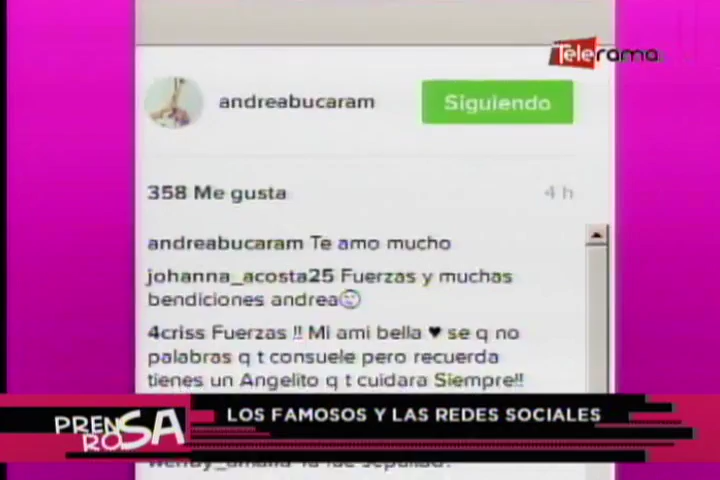 Telerama
andreabucaram
Siguiendo
358 Me gusta
4 h
andreabucaram Te amo mucho
johanna_acosta25 Fuerzas y muchas
bendiciones andrea
4criss Fuerzas !! Mi ami bella ♥ se q no
palabras q t consuele pero recuerda
tienes un Angelito q t cuidara Siempre!!
PRENSA ROSA
LOS FAMOSOS Y LAS REDES SOCIALES